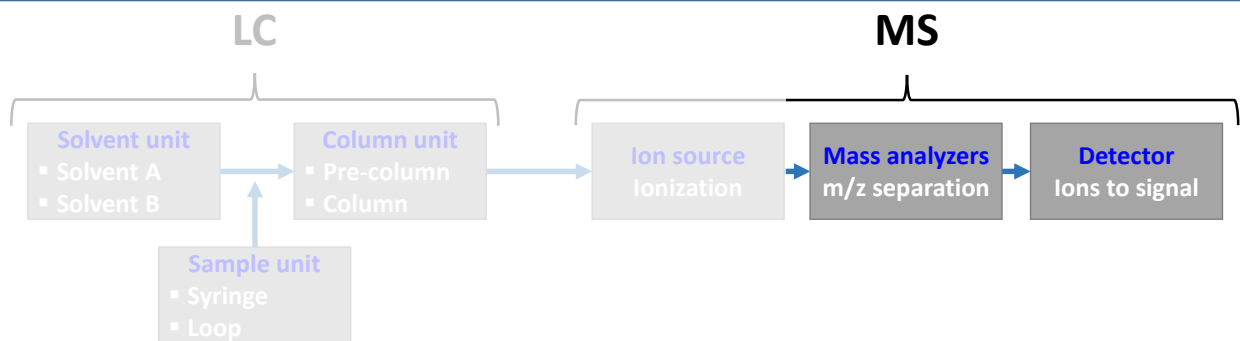 LC
MS
Solvent unit
▪ Solvent A
▪ Solvent B
Column unit
▪ Pre-column
▪ Column
Ion source
Ionization
Mass analyzers
m/z separation
Detector
Ions to signal
Sample unit
▪ Syringe
▪ Loop